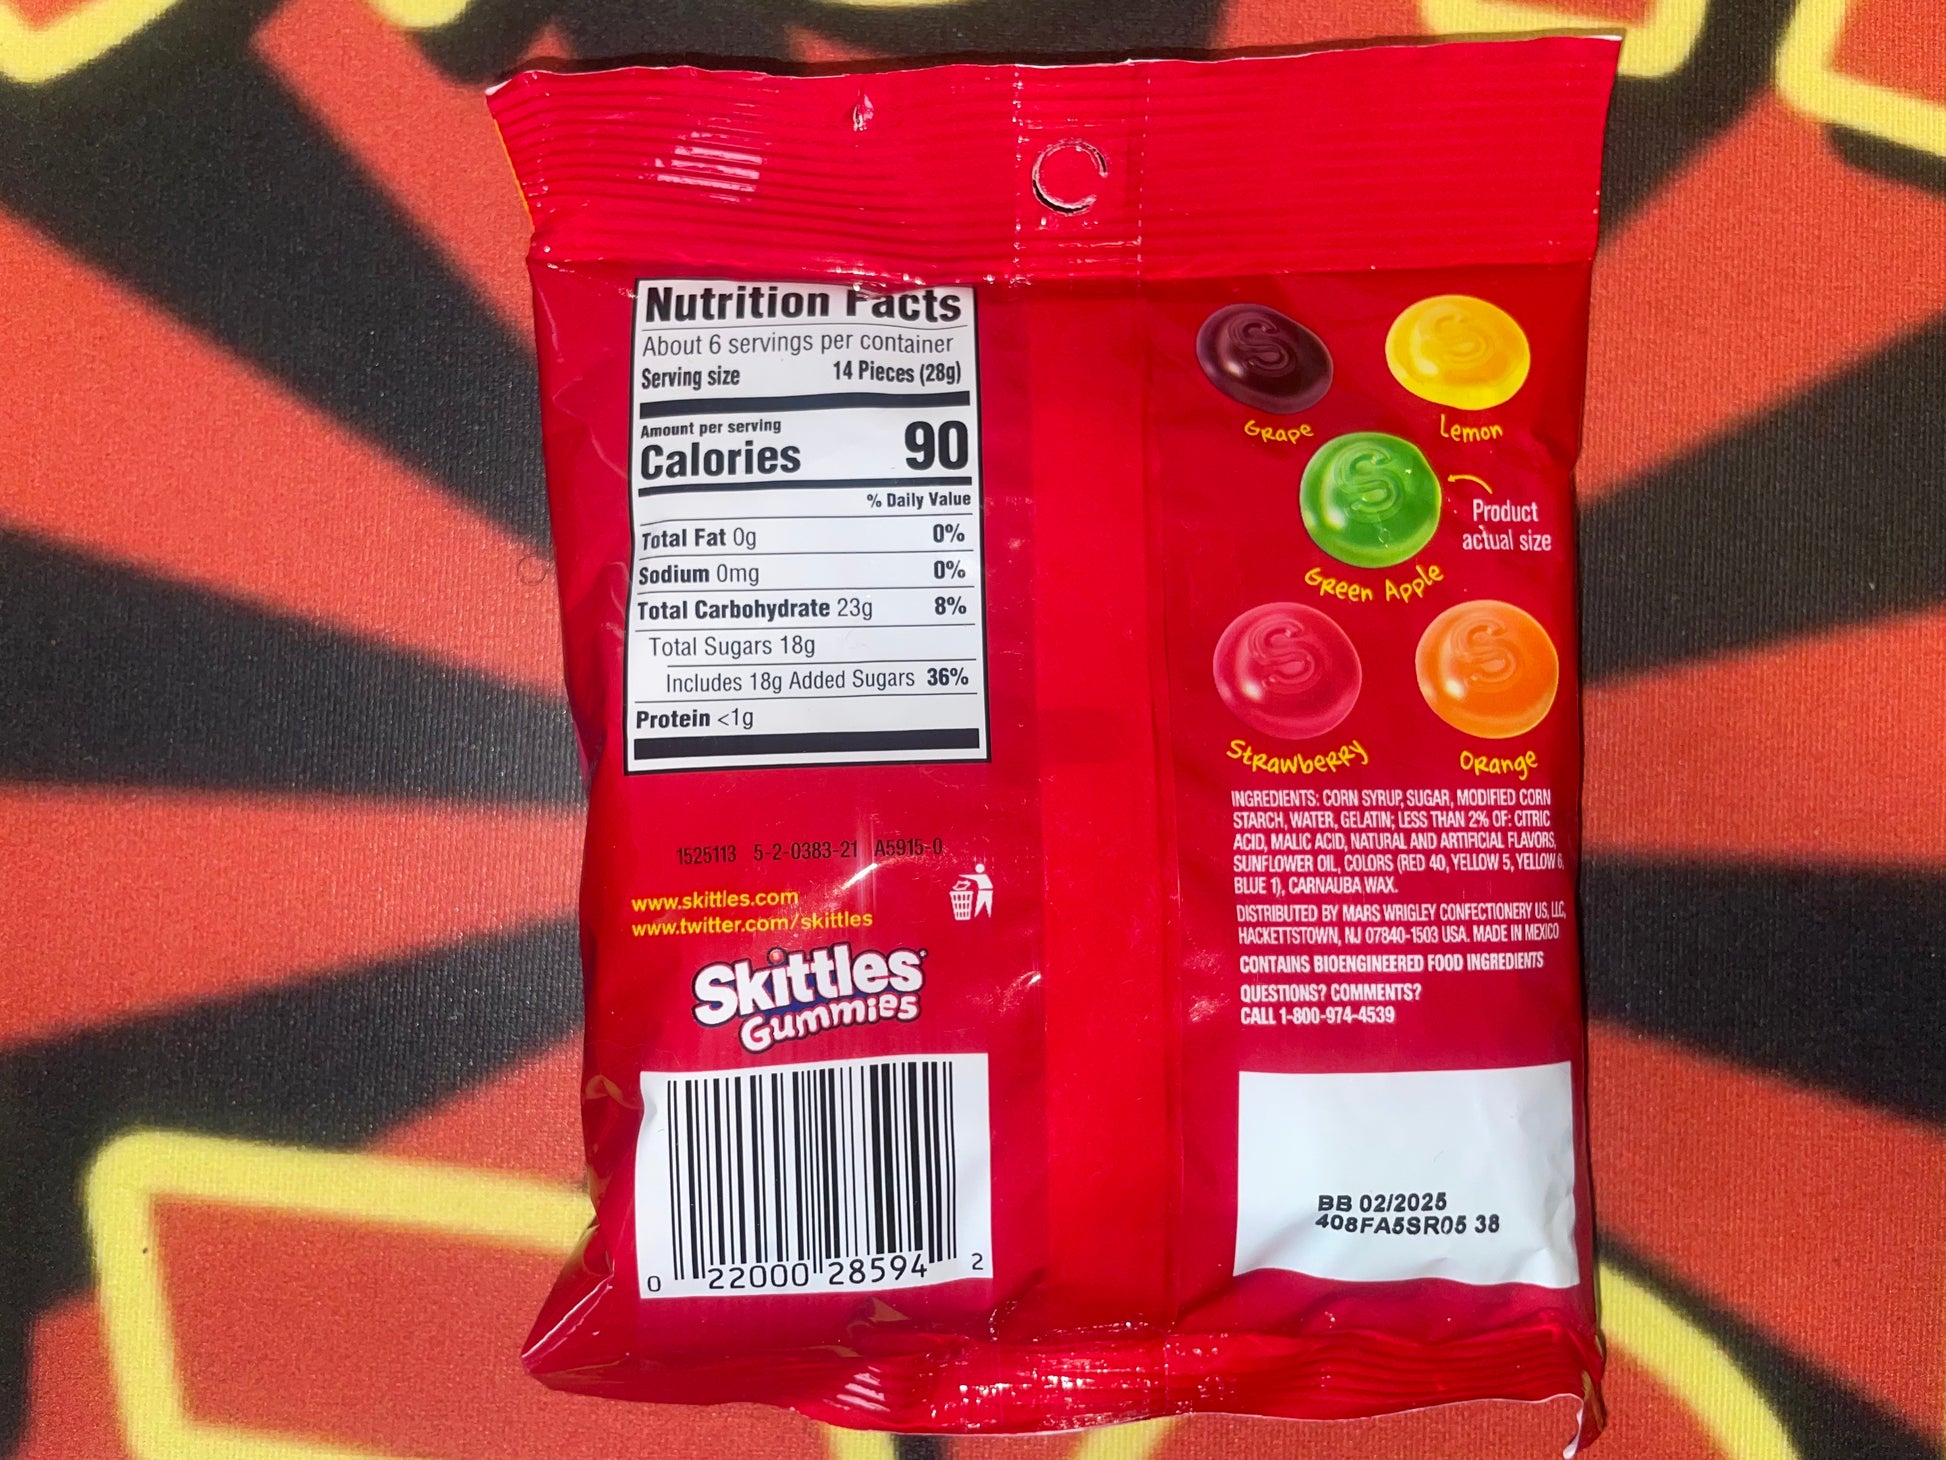 Nutrition Facts
About 6 servings per container
Serving size 14 Pieces (28g)
Amount per serving
Calories 90
% Daily Value
Total Fat 0g 0%
Sodium 0mg 0%
Total Carbohydrate 23g 8%
Total Sugars 18g
Includes 18g Added Sugars 36%
Protein <1g
1525113 5-2-0383-21 A5915-0
www.skittles.com
www.twitter.com/skittles
Skittles
Gummies
0 22000 28594 2
Grape
Lemon
Product
actual size
Green Apple
Strawberry
Orange
INGREDIENTS: CORN SYRUP, SUGAR, MODIFIED CORN
STARCH, WATER, GELATIN; LESS THAN 2% OF: CITRIC
ACID, MALIC ACID, NATURAL AND ARTIFICIAL FLAVORS,
SUNFLOWER OIL, COLORS (RED 40, YELLOW 5, YELLOW 6,
BLUE 1), CARNAUBA WAX.
DISTRIBUTED BY MARS WRIGLEY CONFECTIONERY US, LLC,
HACKETTSTOWN, NJ 07840-1503 USA. MADE IN MEXICO
CONTAINS BIOENGINEERED FOOD INGREDIENTS
QUESTIONS? COMMENTS?
CALL 1-800-974-4539
BB 02/2025
408FA5SR05 38